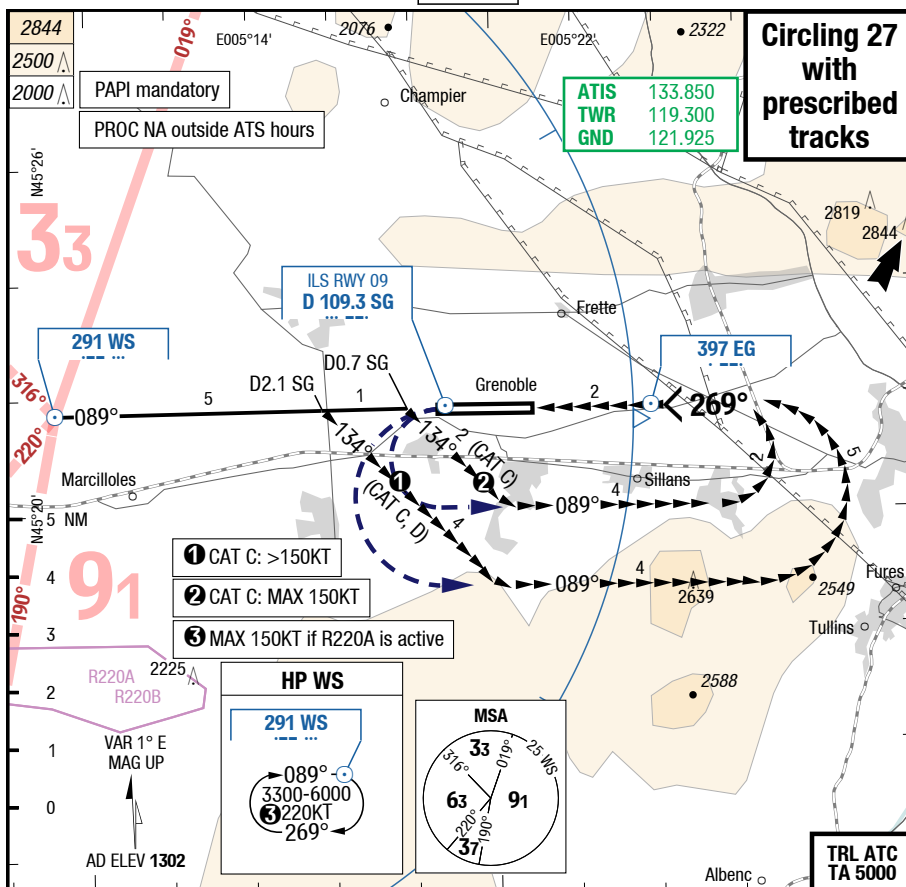 2844
2500
2000
019°
E005°14'
2076
E005°22'
2322
Circling 27
with
prescribed
tracks
PAPI mandatory
PROC NA outside ATS hours
Champier
ATIS 133.850
TWR 119.300
GND 121.925
N45°26'
33
2819
2844
ILS RWY 09
D 109.3 SG
Frette
291 WS
397 EG
D2.1 SG
D0.7 SG
Grenoble
316°
089°
5
1
2
269°
220°
134°
134°
2 (CAT C)
2
5
Marcilloles
1
2
Sillans
(CAT C, D)
4
089°
4
N45°20'
5 NM
1 CAT C: >150KT
91
4
089°
4
2639
2549
Fures
2 CAT C: MAX 150KT
190°
Tullins
3
3 MAX 150KT if R220A is active
R220A
2225
R220B
2
2588
HP WS
291 WS
089°
3300-6000
3 220KT
269°
MSA
33
316°
019°
25 WS
63
91
220°
190°
37
VAR 1° E
MAG UP
1
0
AD ELEV 1302
Albenc
TRL ATC
TA 5000